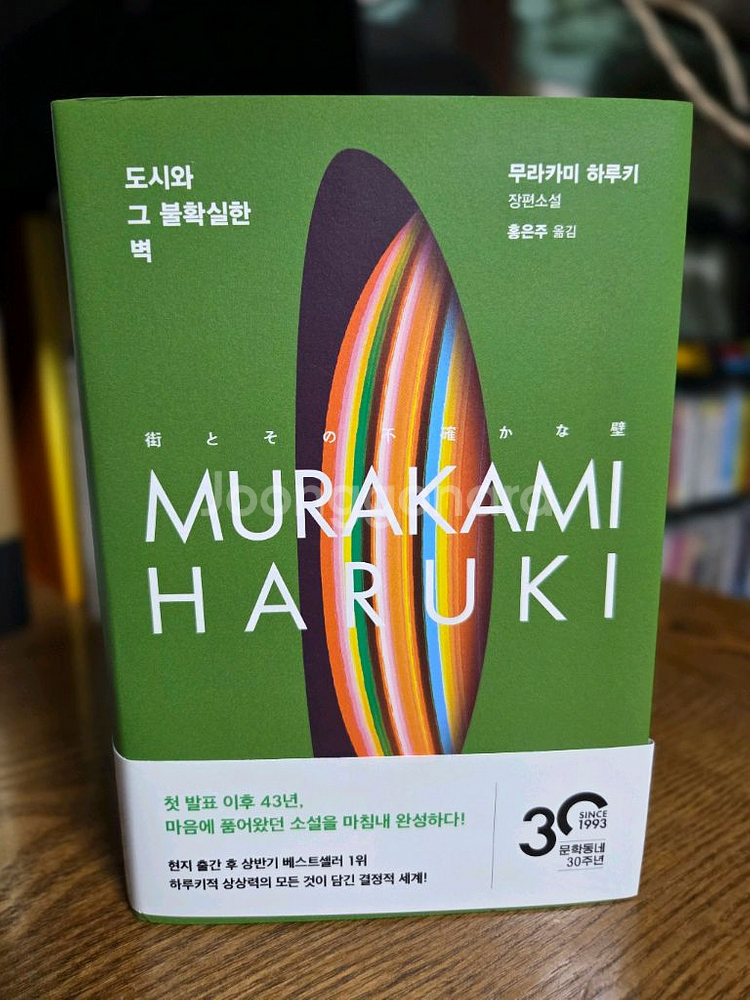 도시와
그 불확실한
벽
무라카미 하루키
장편소설
홍은주 옮김
街とその不確かな壁
MURAKAMI
HARUKI
Joonggonara
첫 발표 이후 43년,
마음에 품어왔던 소설을 마침내 완성하다!
현지 출간 후 상반기 베스트셀러 1위
하루키적 상상력의 모든 것이 담긴 결정적 세계!
30
SINCE
1993
문학동네
30주년